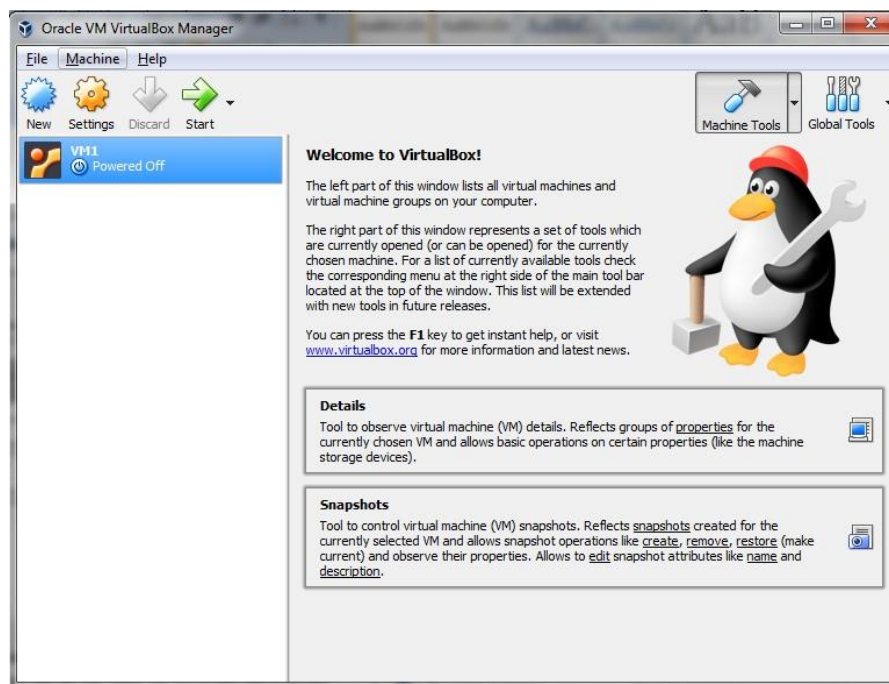 Oracle VM VirtualBox Manager
File Machine Help
New Settings Discard Start
Machine Tools Global Tools
VM1
Powered Off
Welcome to VirtualBox!
The left part of this window lists all virtual machines and
virtual machine groups on your computer.
The right part of this window represents a set of tools which
are currently opened (or can be opened) for the currently
chosen machine. For a list of currently available tools check
the corresponding menu at the right side of the main tool bar
located at the top of the window. This list will be extended
with new tools in future releases.
You can press the F1 key to get instant help, or visit
www.virtualbox.org for more information and latest news.
Details
Tool to observe virtual machine (VM) details. Reflects groups of properties for the
currently chosen VM and allows basic operations on certain properties (like the machine
storage devices).
Snapshots
Tool to control virtual machine (VM) snapshots. Reflects snapshots created for the
currently selected VM and allows snapshot operations like create, remove, restore (make
current) and observe their properties. Allows to edit snapshot attributes like name and
description.